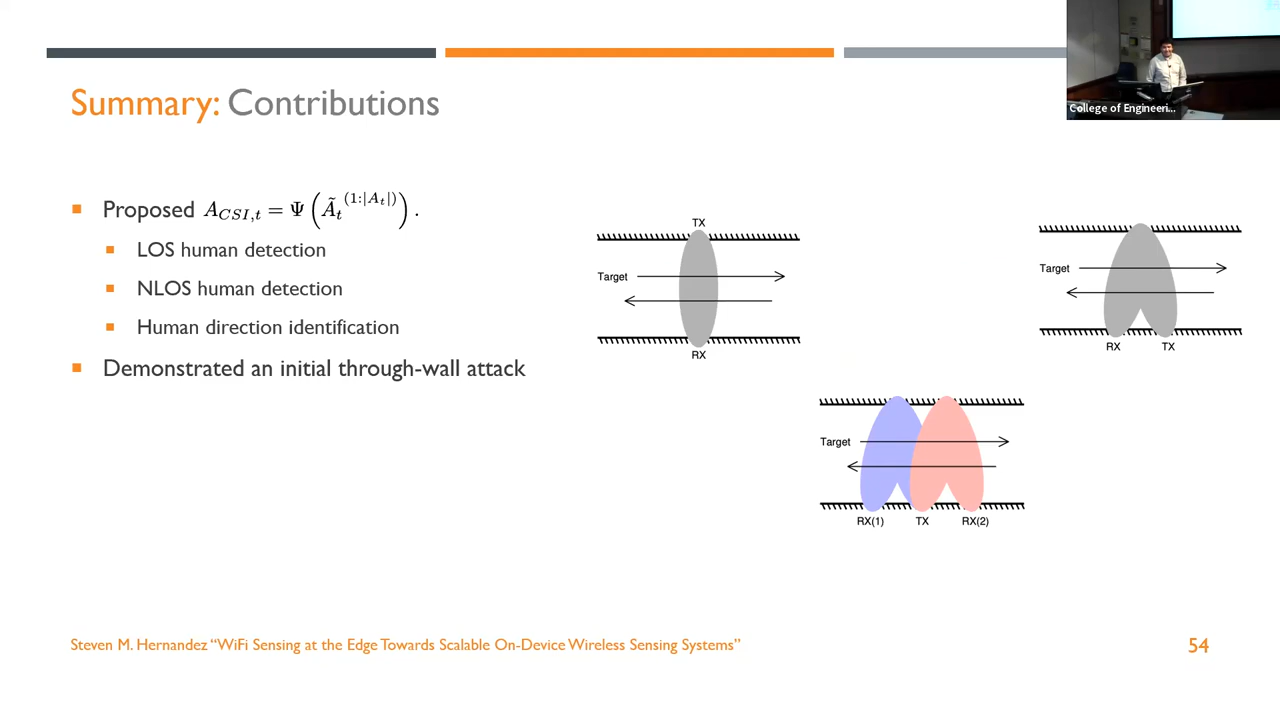 College of Engineeri...
Summary: Contributions
Proposed A_{CSI,t} = Ψ(Ã_t^{(1:|A_t|)}).
LOS human detection
NLOS human detection
Human direction identification
Demonstrated an initial through-wall attack
TX
Target
RX
Target
RX TX
Target
RX(1) TX RX(2)
Steven M. Hernandez “WiFi Sensing at the Edge Towards Scalable On-Device Wireless Sensing Systems”
54